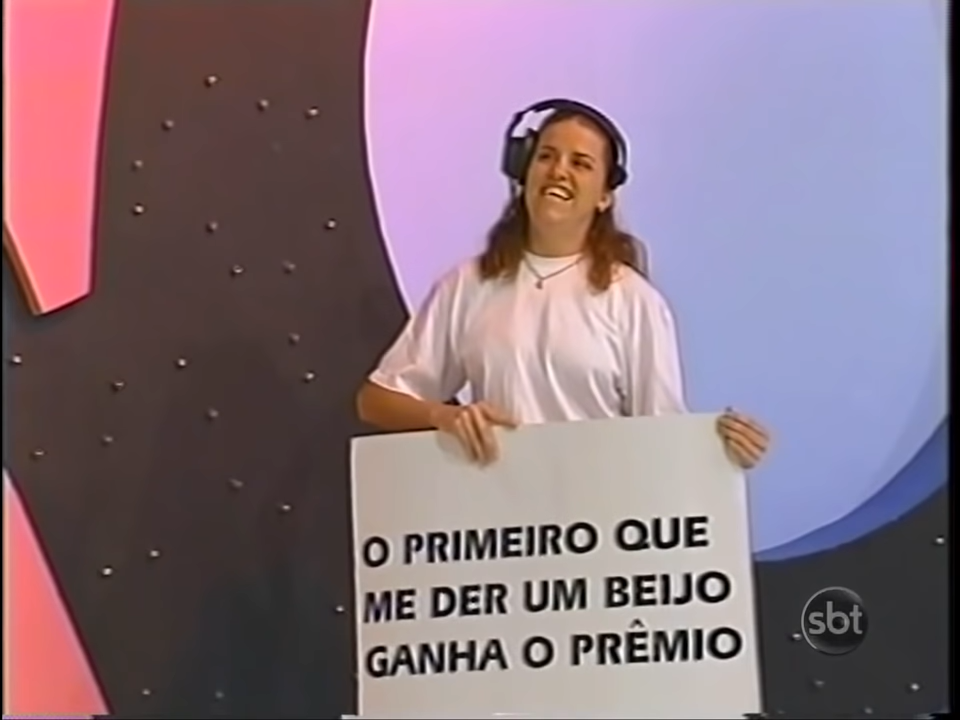 O PRIMEIRO QUE
ME DER UM BEIJO
GANHA O PRÊMIO
sbt